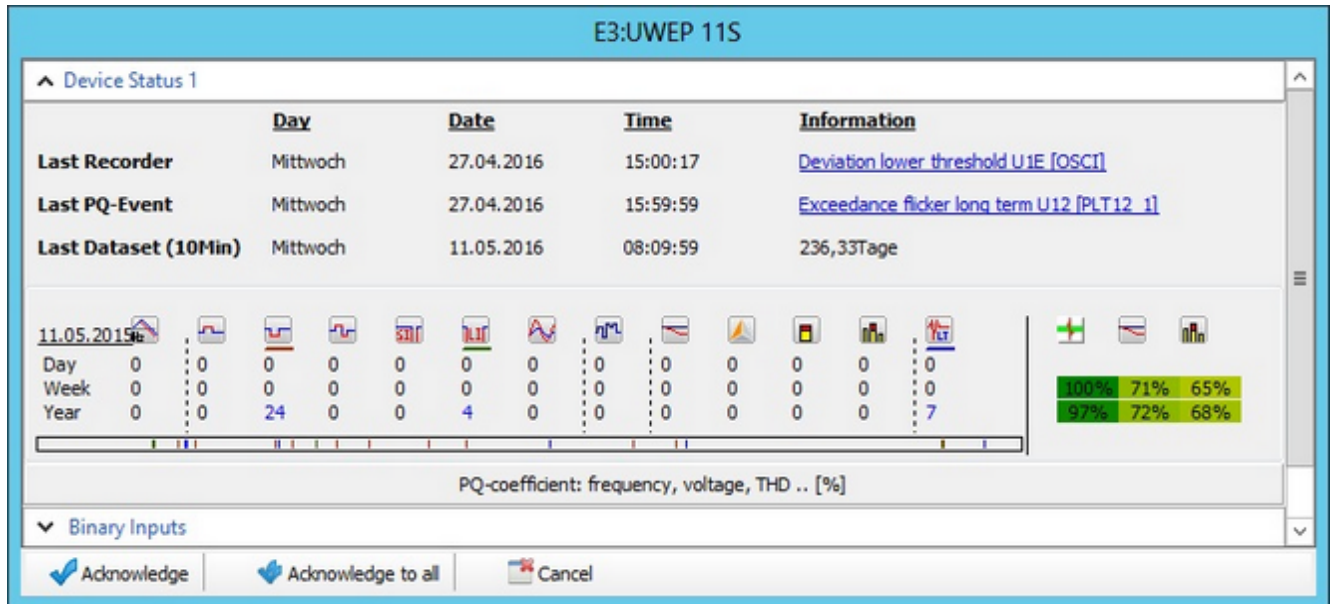 E3:UWEP 11S
Device Status 1
Day Date Time Information
Last Recorder Mittwoch 27.04.2016 15:00:17 Deviation lower threshold U1E [OSCI]
Last PQ-Event Mittwoch 27.04.2016 15:59:59 Exceedance flicker long term U12 [PLT12_1]
Last Dataset (10Min) Mittwoch 11.05.2016 08:09:59 236,33Tage
11.05.2015
Day 0 0 0 0 0 0 0 0 0 0 0 0 0
Week 0 0 0 0 0 0 0 0 0 0 0 0 0 100% 71% 65%
Year 0 0 24 0 0 4 0 0 0 0 0 0 7 97% 72% 68%
PQ-coefficient: frequency, voltage, THD .. [%]
Binary Inputs
Acknowledge Acknowledge to all Cancel